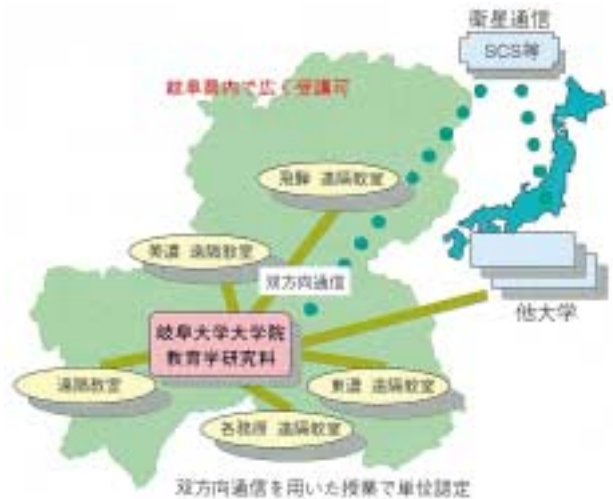 衛星通信
SCS等
岐阜県内で広く受講可
飛騨 遠隔教室
美濃 遠隔教室
双方向通信
他大学
岐阜大学大学院
教育学研究科
遠隔教室
東濃 遠隔教室
各務原 遠隔教室
双方向通信を用いた授業で単位認定